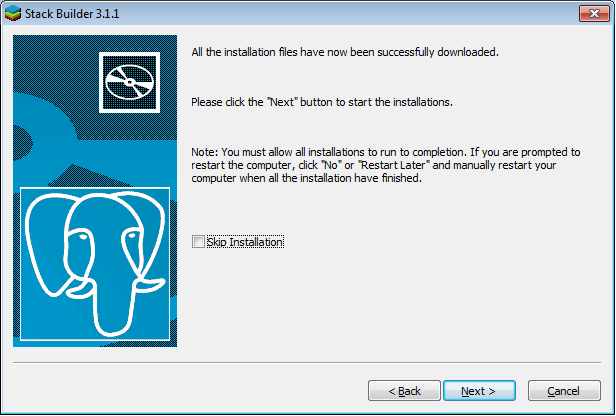 Stack Builder 3.1.1
All the installation files have now been successfully downloaded.
Please click the "Next" button to start the installations.
Note: You must allow all installations to run to completion. If you are prompted to
restart the computer, click "No" or "Restart Later" and manually restart your
computer when all the installation have finished.
Skip Installation
< Back
Next >
Cancel